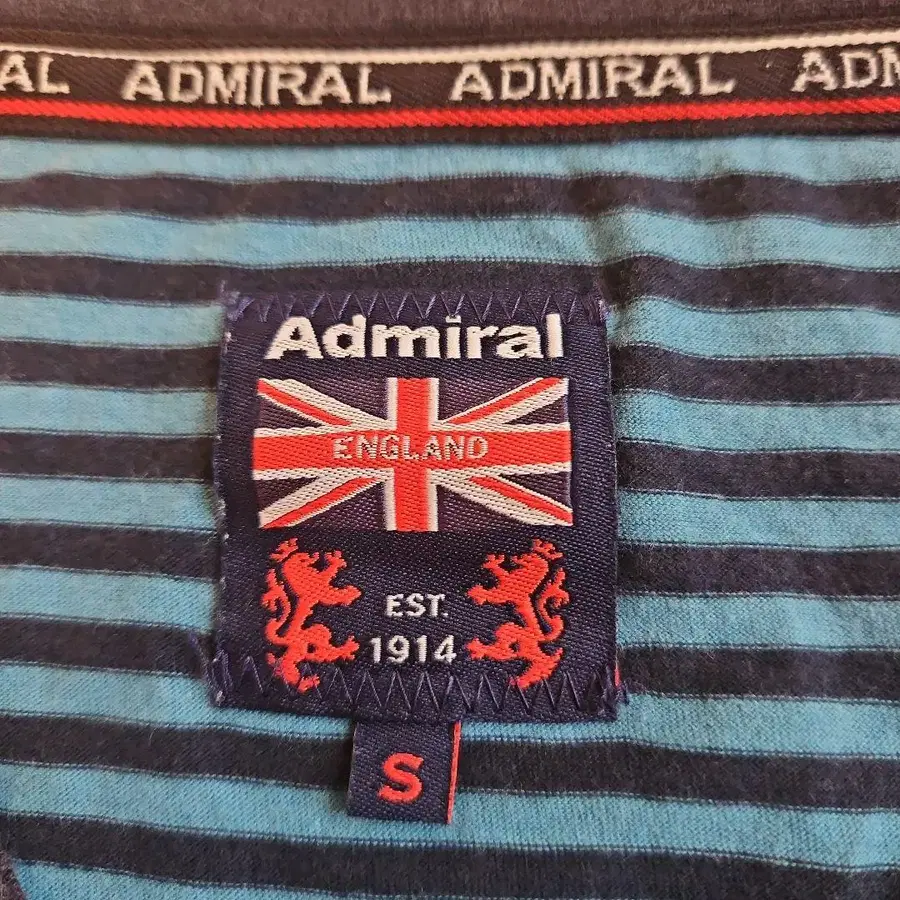 AL ADMIRAL ADMIRAL ADM
Admiral
ENGLAND
EST.
1914
S